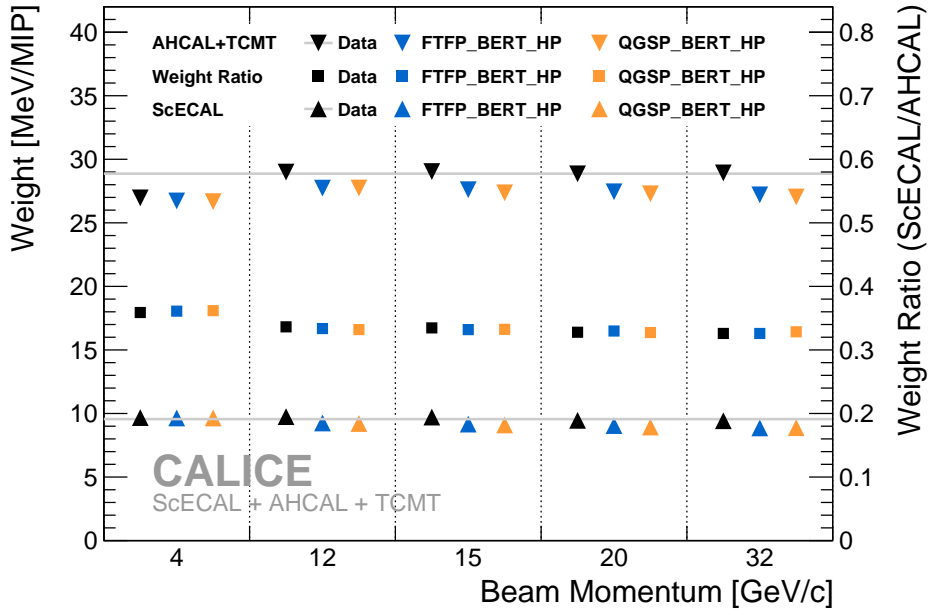 Weight [MeV/MIP]
40
35
30
25
20
15
10
5
0
AHCAL+TCMT Data FTFP_BERT_HP QGSP_BERT_HP
Weight Ratio Data FTFP_BERT_HP QGSP_BERT_HP
ScECAL Data FTFP_BERT_HP QGSP_BERT_HP
CALICE
ScECAL + AHCAL + TCMT
0.8
0.7
0.6
0.5
0.4
0.3
0.2
0.1
0
Weight Ratio (ScECAL/AHCAL)
4 12 15 20 32
Beam Momentum [GeV/c]